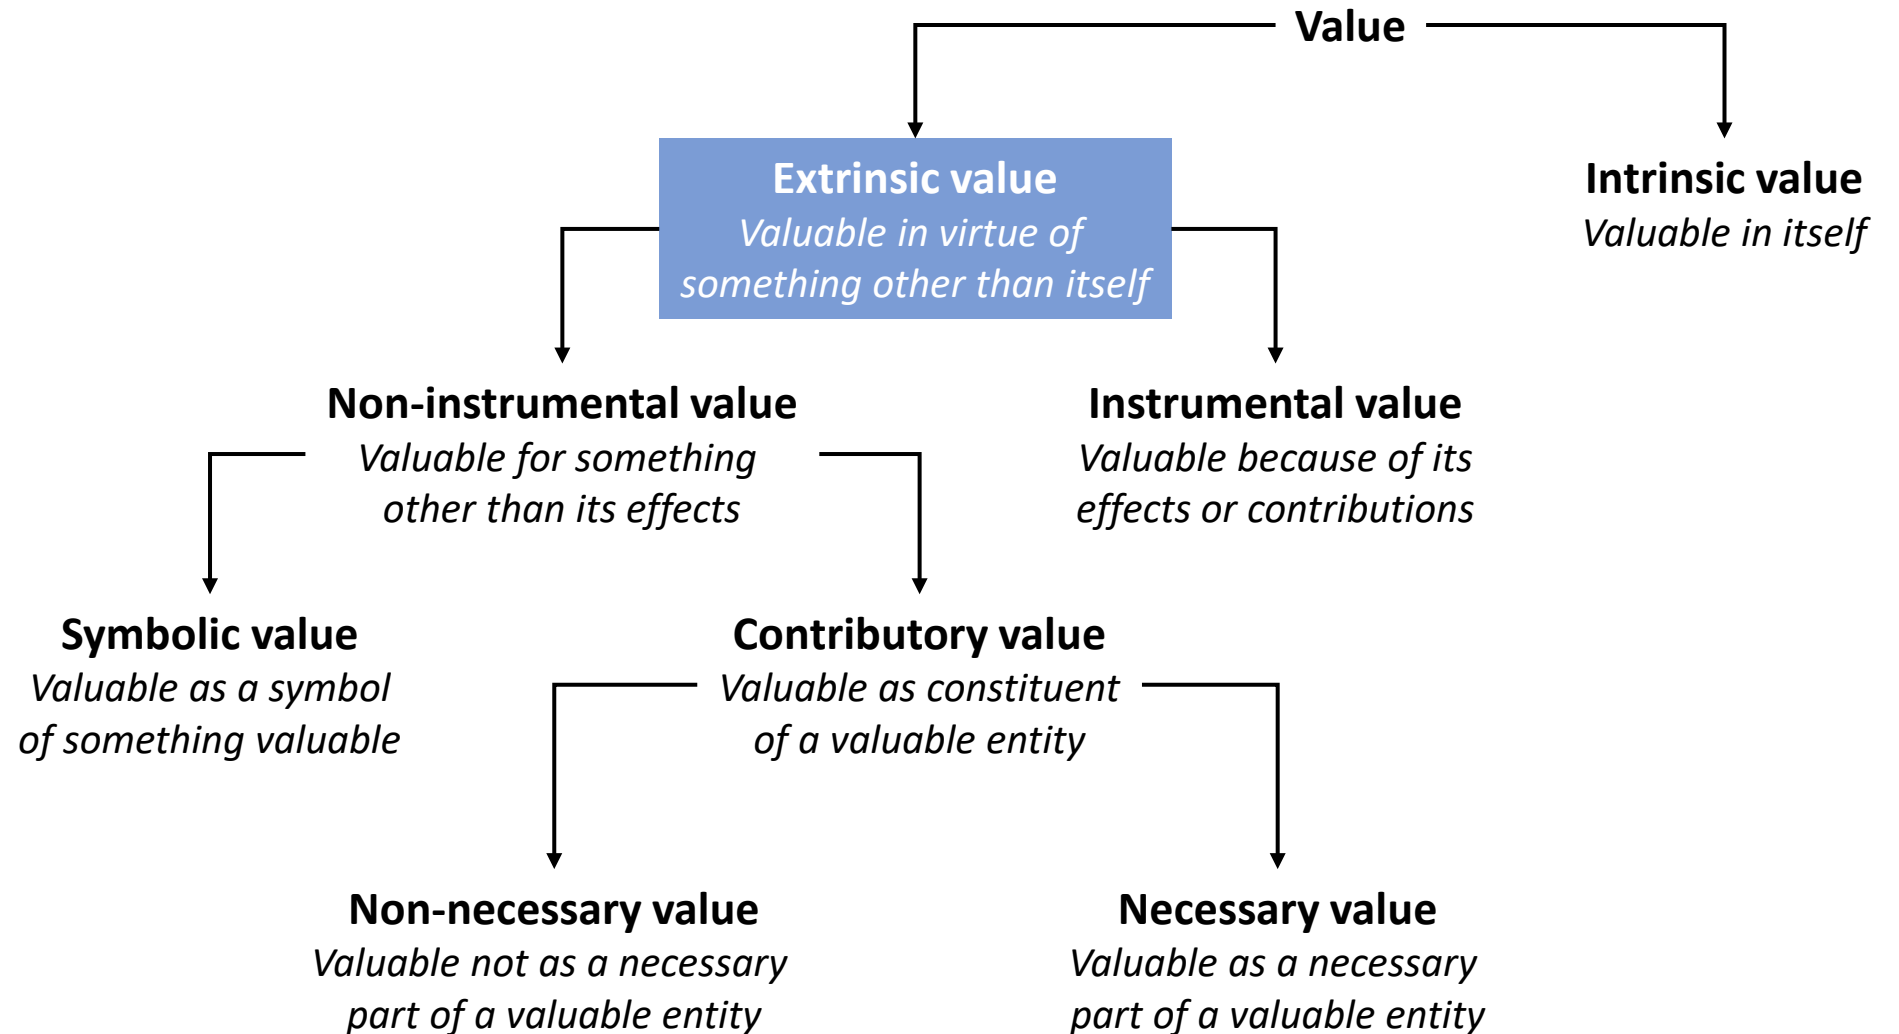 Value
Extrinsic value
Valuable in virtue of
something other than itself
Intrinsic value
Valuable in itself
Non-instrumental value
Valuable for something
other than its effects
Instrumental value
Valuable because of its
effects or contributions
Symbolic value
Valuable as a symbol
of something valuable
Contributory value
Valuable as constituent
of a valuable entity
Non-necessary value
Valuable not as a necessary
part of a valuable entity
Necessary value
Valuable as a necessary
part of a valuable entity